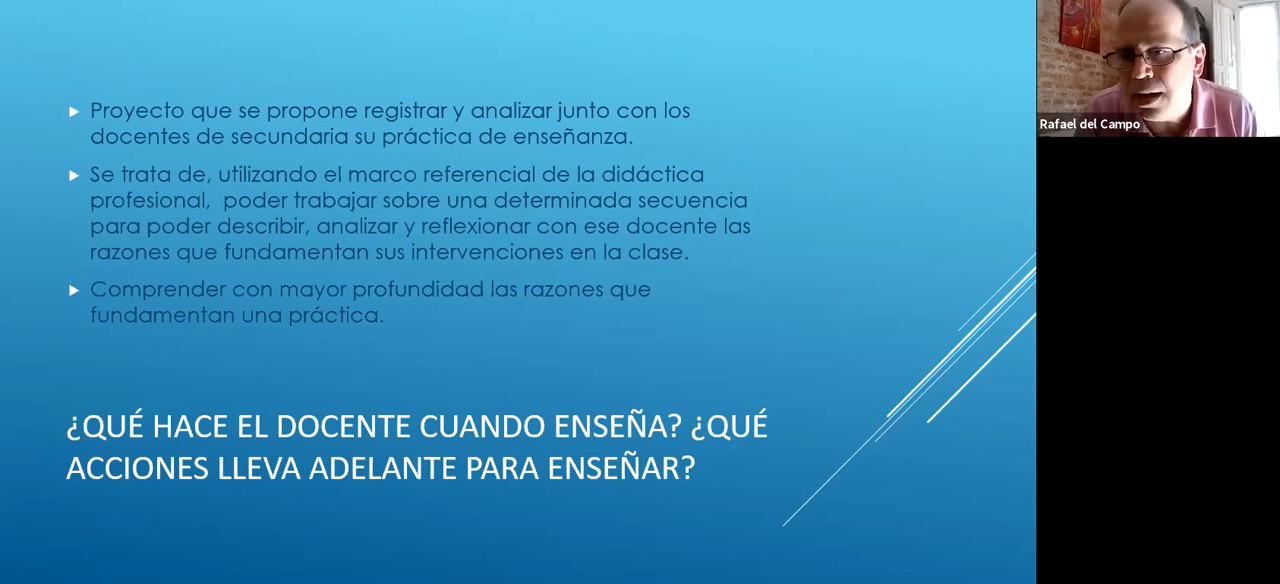 Proyecto que se propone registrar y analizar junto con los
docentes de secundaria su práctica de enseñanza.
Se trata de, utilizando el marco referencial de la didáctica
profesional,  poder trabajar sobre una determinada secuencia
para poder describir, analizar y reflexionar con ese docente las
razones que fundamentan sus intervenciones en la clase.
Comprender con mayor profundidad las razones que
fundamentan una práctica.
¿QUÉ HACE EL DOCENTE CUANDO ENSEÑA? ¿QUÉ
ACCIONES LLEVA ADELANTE PARA ENSEÑAR?
Rafael del Campo